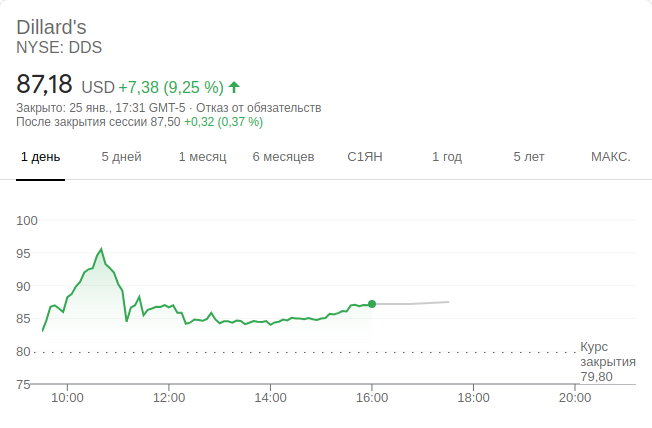 Dillard's
NYSE: DDS
87,18 USD +7,38 (9,25 %)
Закрыто: 25 янв., 17:31 GMT-5 · Отказ от обязательств
После закрытия сессии 87,50 +0,32 (0,37 %)
1 день 5 дней 1 месяц 6 месяцев С1ЯН 1 год 5 лет МАКС.
100
95
90
85
80
Курс
закрытия
79,80
75
10:00 12:00 14:00 16:00 18:00 20:00